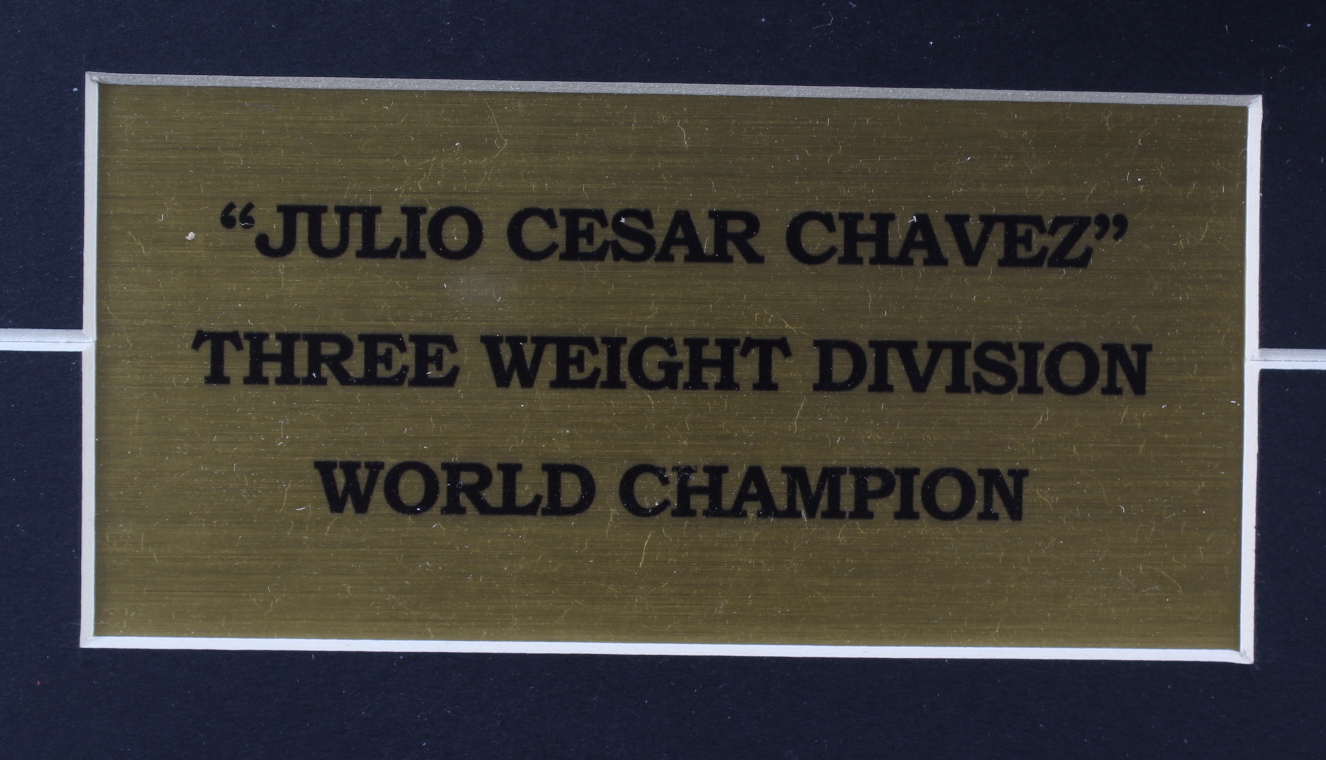 “JULIO CESAR CHAVEZ”
THREE WEIGHT DIVISION
WORLD CHAMPION